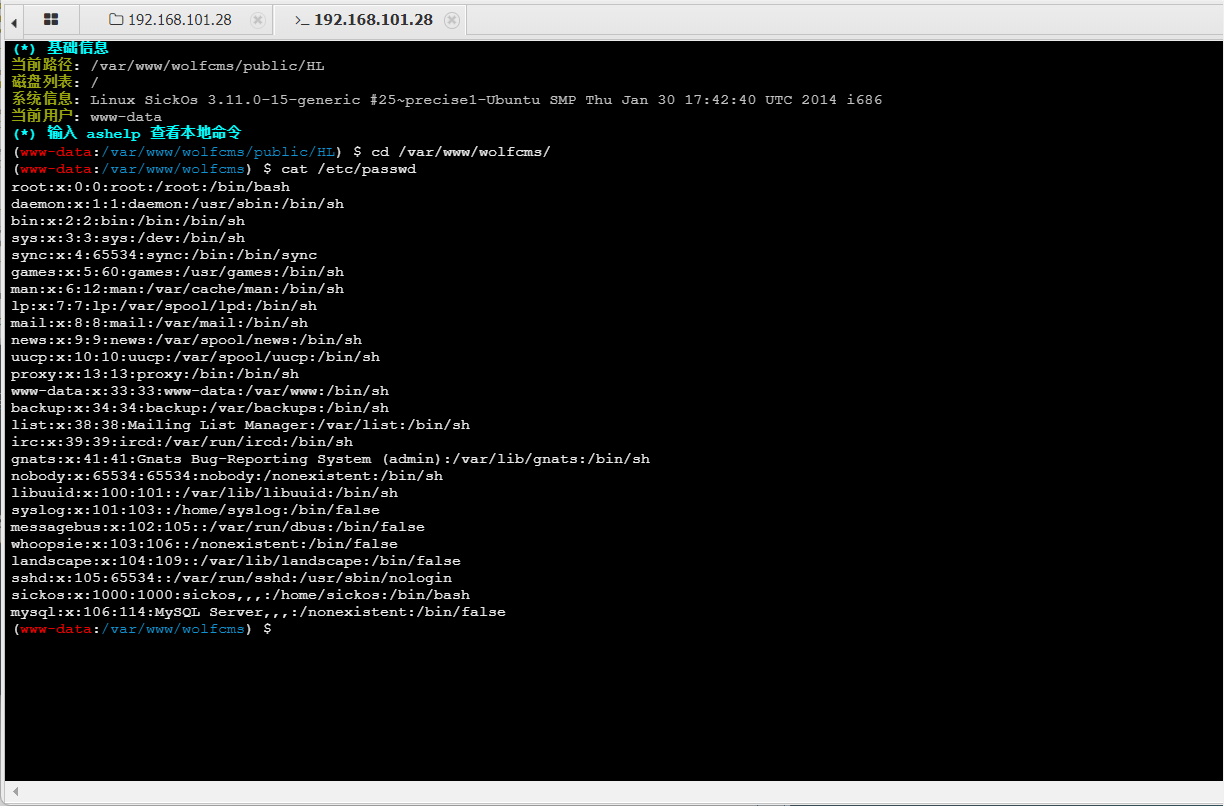 192.168.101.28
>_ 192.168.101.28
(*) 基础信息
当前路径: /var/www/wolfcms/public/HL
磁盘列表: /
系统信息: Linux SickOs 3.11.0-15-generic #25~precise1-Ubuntu SMP Thu Jan 30 17:42:40 UTC 2014 i686
当前用户: www-data
(*) 输入 ashelp 查看本地命令
(www-data:/var/www/wolfcms/public/HL) $ cd /var/www/wolfcms/
(www-data:/var/www/wolfcms) $ cat /etc/passwd
root:x:0:0:root:/root:/bin/bash
daemon:x:1:1:daemon:/usr/sbin:/bin/sh
bin:x:2:2:bin:/bin:/bin/sh
sys:x:3:3:sys:/dev:/bin/sh
sync:x:4:65534:sync:/bin:/bin/sync
games:x:5:60:games:/usr/games:/bin/sh
man:x:6:12:man:/var/cache/man:/bin/sh
lp:x:7:7:lp:/var/spool/lpd:/bin/sh
mail:x:8:8:mail:/var/mail:/bin/sh
news:x:9:9:news:/var/spool/news:/bin/sh
uucp:x:10:10:uucp:/var/spool/uucp:/bin/sh
proxy:x:13:13:proxy:/bin:/bin/sh
www-data:x:33:33:www-data:/var/www:/bin/sh
backup:x:34:34:backup:/var/backups:/bin/sh
list:x:38:38:Mailing List Manager:/var/list:/bin/sh
irc:x:39:39:ircd:/var/run/ircd:/bin/sh
gnats:x:41:41:Gnats Bug-Reporting System (admin):/var/lib/gnats:/bin/sh
nobody:x:65534:65534:nobody:/nonexistent:/bin/sh
libuuid:x:100:101::/var/lib/libuuid:/bin/sh
syslog:x:101:103::/home/syslog:/bin/false
messagebus:x:102:105::/var/run/dbus:/bin/false
whoopsie:x:103:106::/nonexistent:/bin/false
landscape:x:104:109::/var/lib/landscape:/bin/false
sshd:x:105:65534::/var/run/sshd:/usr/sbin/nologin
sickos:x:1000:1000:sickos,,,:/home/sickos:/bin/bash
mysql:x:106:114:MySQL Server,,,:/nonexistent:/bin/false
(www-data:/var/www/wolfcms) $